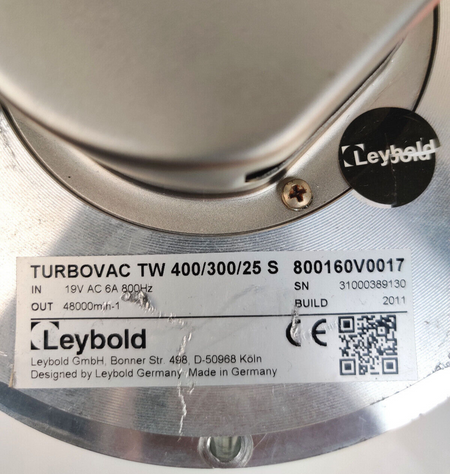 Leybold
TURBOVAC TW 400/300/25 S 800160V0017
IN 19V AC 6A 800Hz SN 31000389130
OUT 48000min-1 BUILD 2011
Leybold CE
Leybold GmbH, Bonner Str. 498, D-50968 Köln
Designed by Leybold Germany, Made in Germany